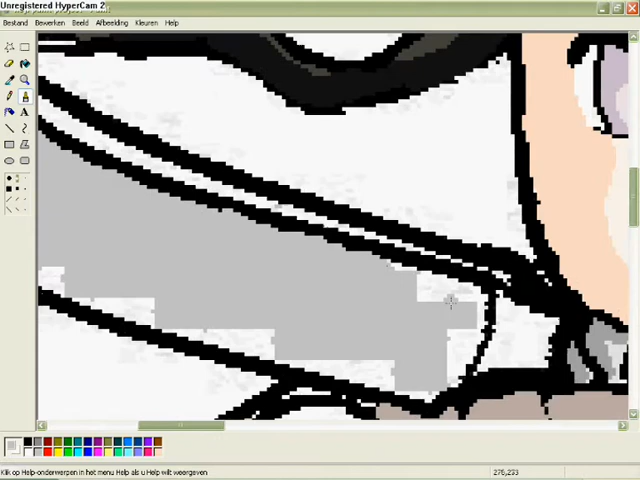 Unregistered HyperCam 2
Bestand Bewerken Beeld Afbeelding Kleuren Help
A
Klik op Help-onderwerpen in het menu Help als u Help wilt weergeven
276,293